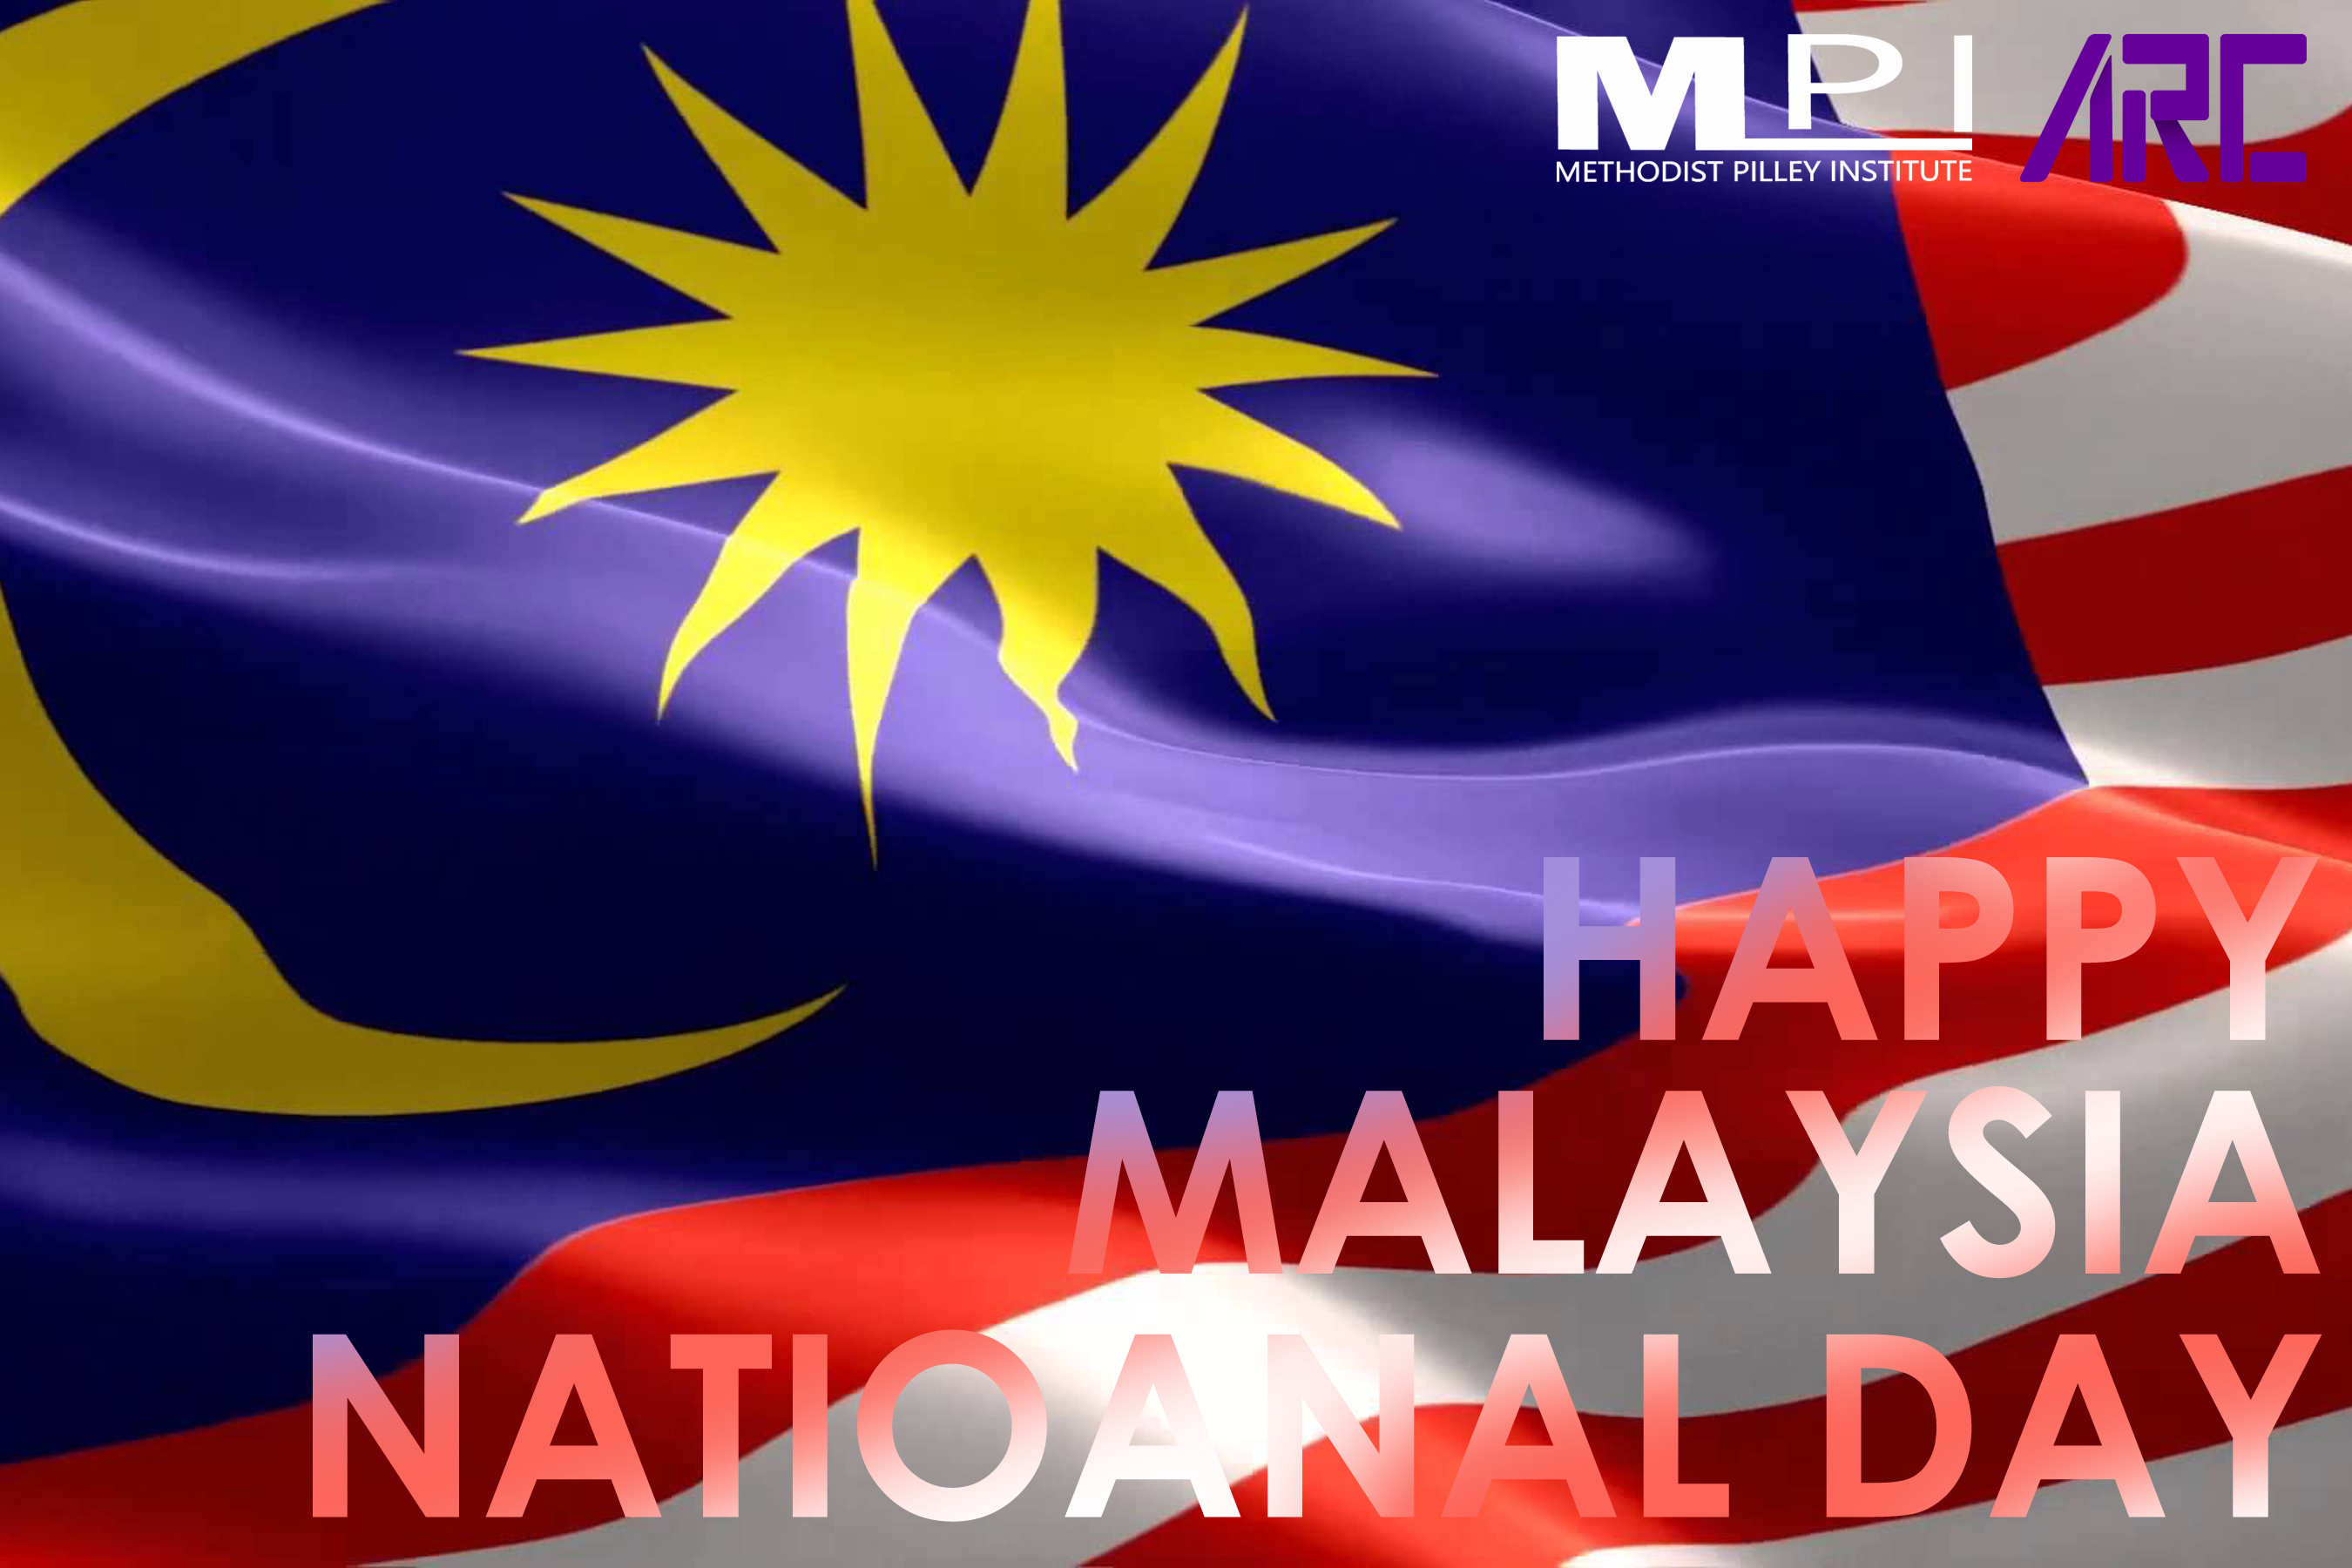 MPI
METHODIST PILLEY INSTITUTE
ARC
HAPPY
MALAYSIA
NATIOANAL DAY